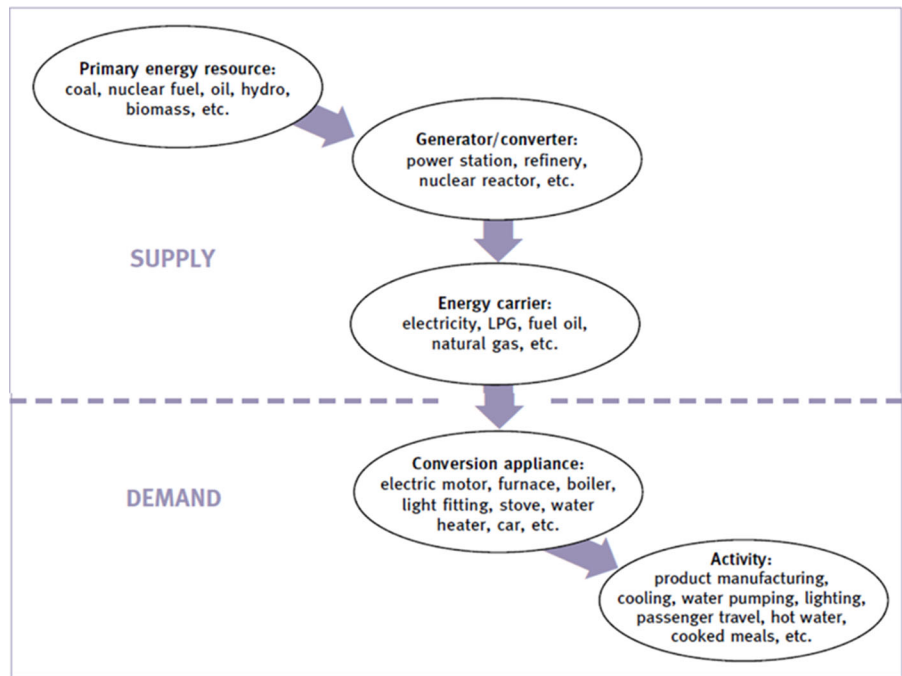 Primary energy resource:
coal, nuclear fuel, oil, hydro,
biomass, etc.
Generator/converter:
power station, refinery,
nuclear reactor, etc.
SUPPLY
Energy carrier:
electricity, LPG, fuel oil,
natural gas, etc.
Conversion appliance:
electric motor, furnace, boiler,
light fitting, stove, water
heater, car, etc.
DEMAND
Activity:
product manufacturing,
cooling, water pumping, lighting,
passenger travel, hot water,
cooked meals, etc.